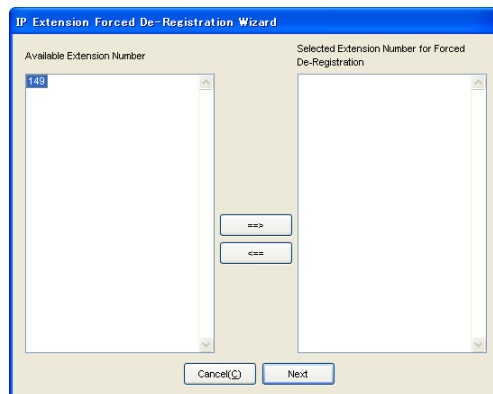 IP Extension Forced De-Registration Wizard
Available Extension Number
Selected Extension Number for Forced
De-Registration
149
==>
<==
Cancel(C)
Next